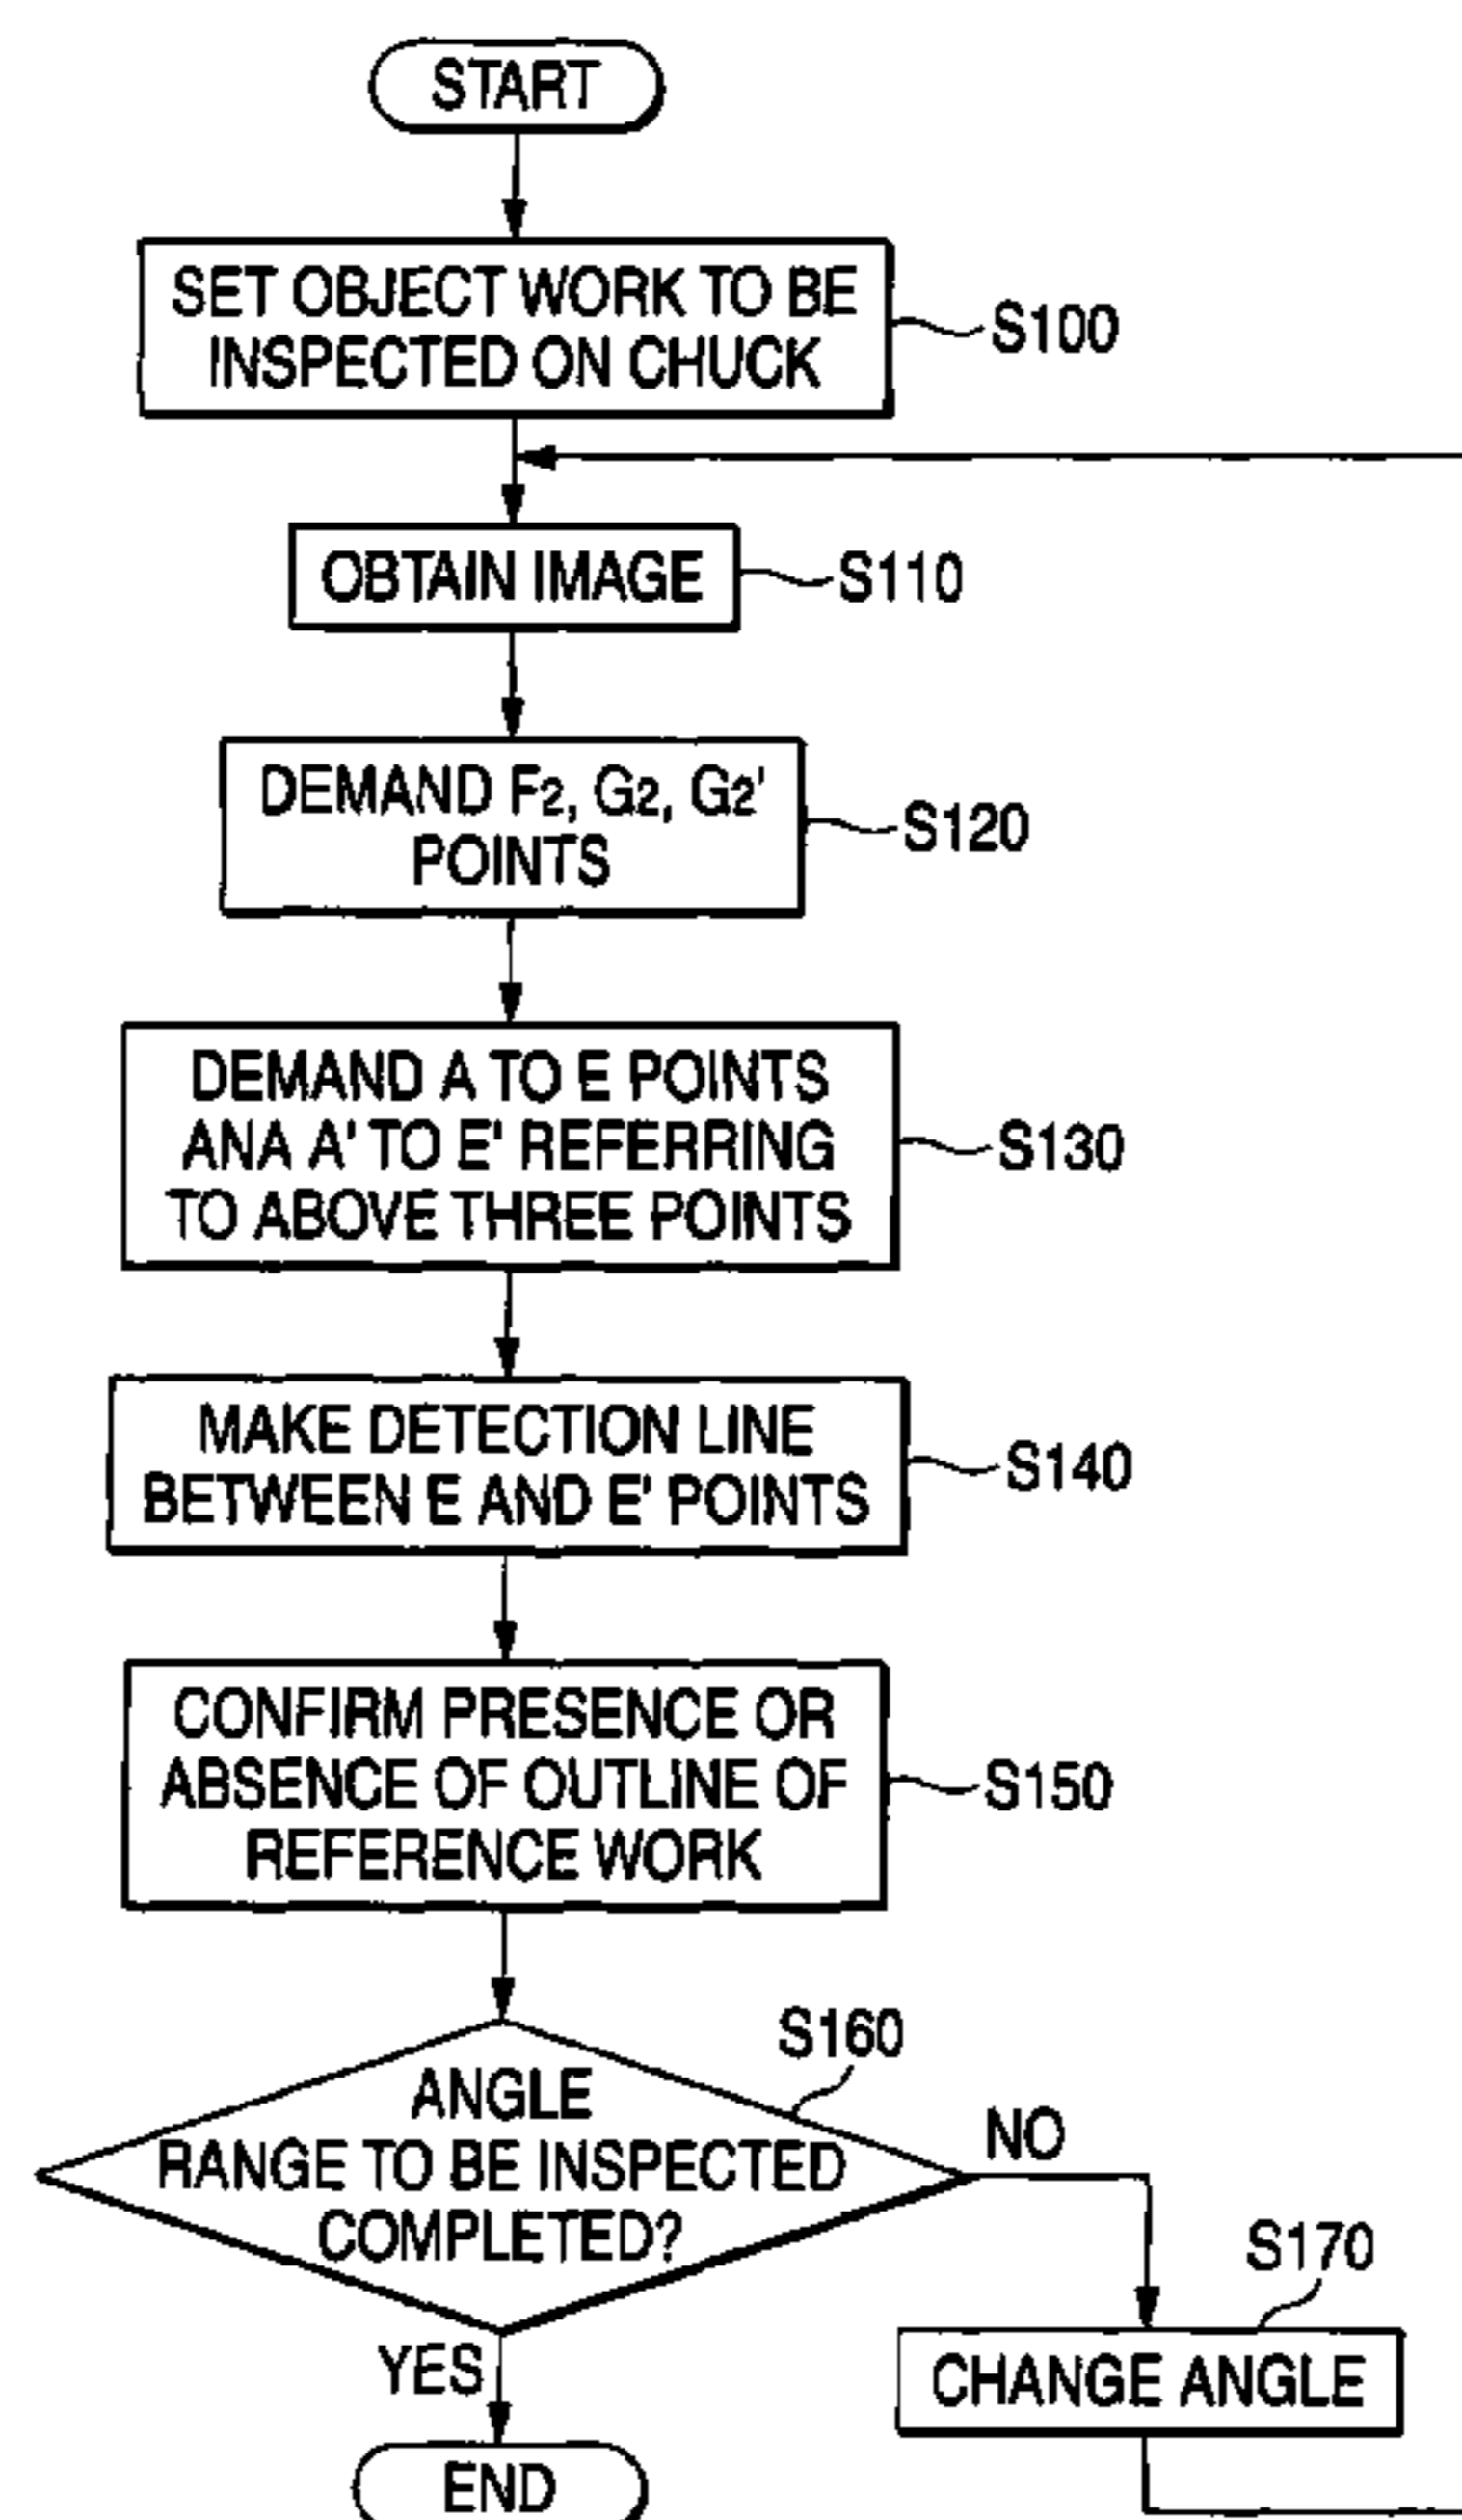 START
SET OBJECT WORK TO BE
INSPECTED ON CHUCK
S100
OBTAIN IMAGE
S110
DEMAND F2, G2, G2'
POINTS
S120
DEMAND A TO E POINTS
ANA A' TO E' REFERRING
TO ABOVE THREE POINTS
S130
MAKE DETECTION LINE
BETWEEN E AND E' POINTS
S140
CONFIRM PRESENCE OR
ABSENCE OF OUTLINE OF
REFERENCE WORK
S150
S160
ANGLE
RANGE TO BE INSPECTED
COMPLETED?
NO
S170
CHANGE ANGLE
YES
END